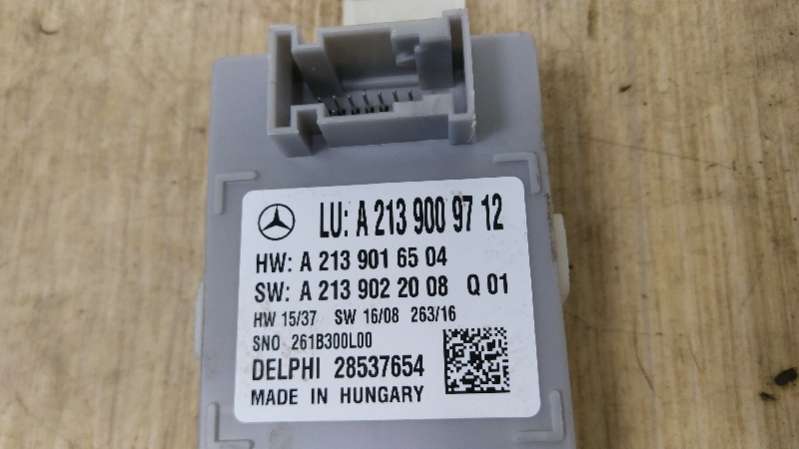 LU: A 213 900 97 12
HW: A 213 901 65 04
SW: A 213 902 20 08 Q 01
HW 15/37 SW 16/08 263/16
SNO 261B300L00
DELPHI 28537654
MADE IN HUNGARY